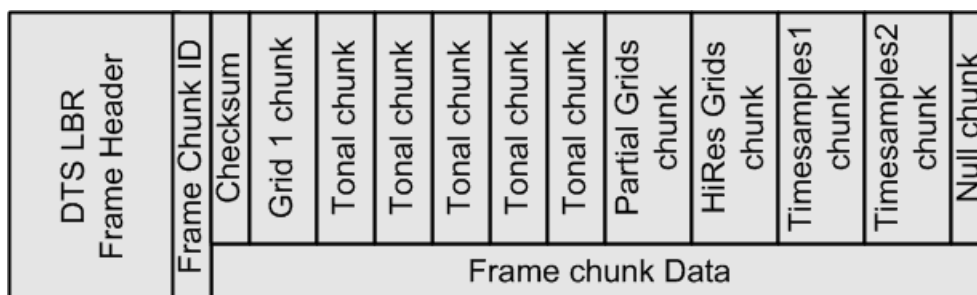 DTS LBR
Frame Header
Frame Chunk ID
Checksum
Grid 1 chunk
Tonal chunk
Tonal chunk
Tonal chunk
Tonal chunk
Tonal chunk
Partial Grids
chunk
HiRes Grids
chunk
Timesamples1
chunk
Timesamples2
chunk
Null chunk
Frame chunk Data